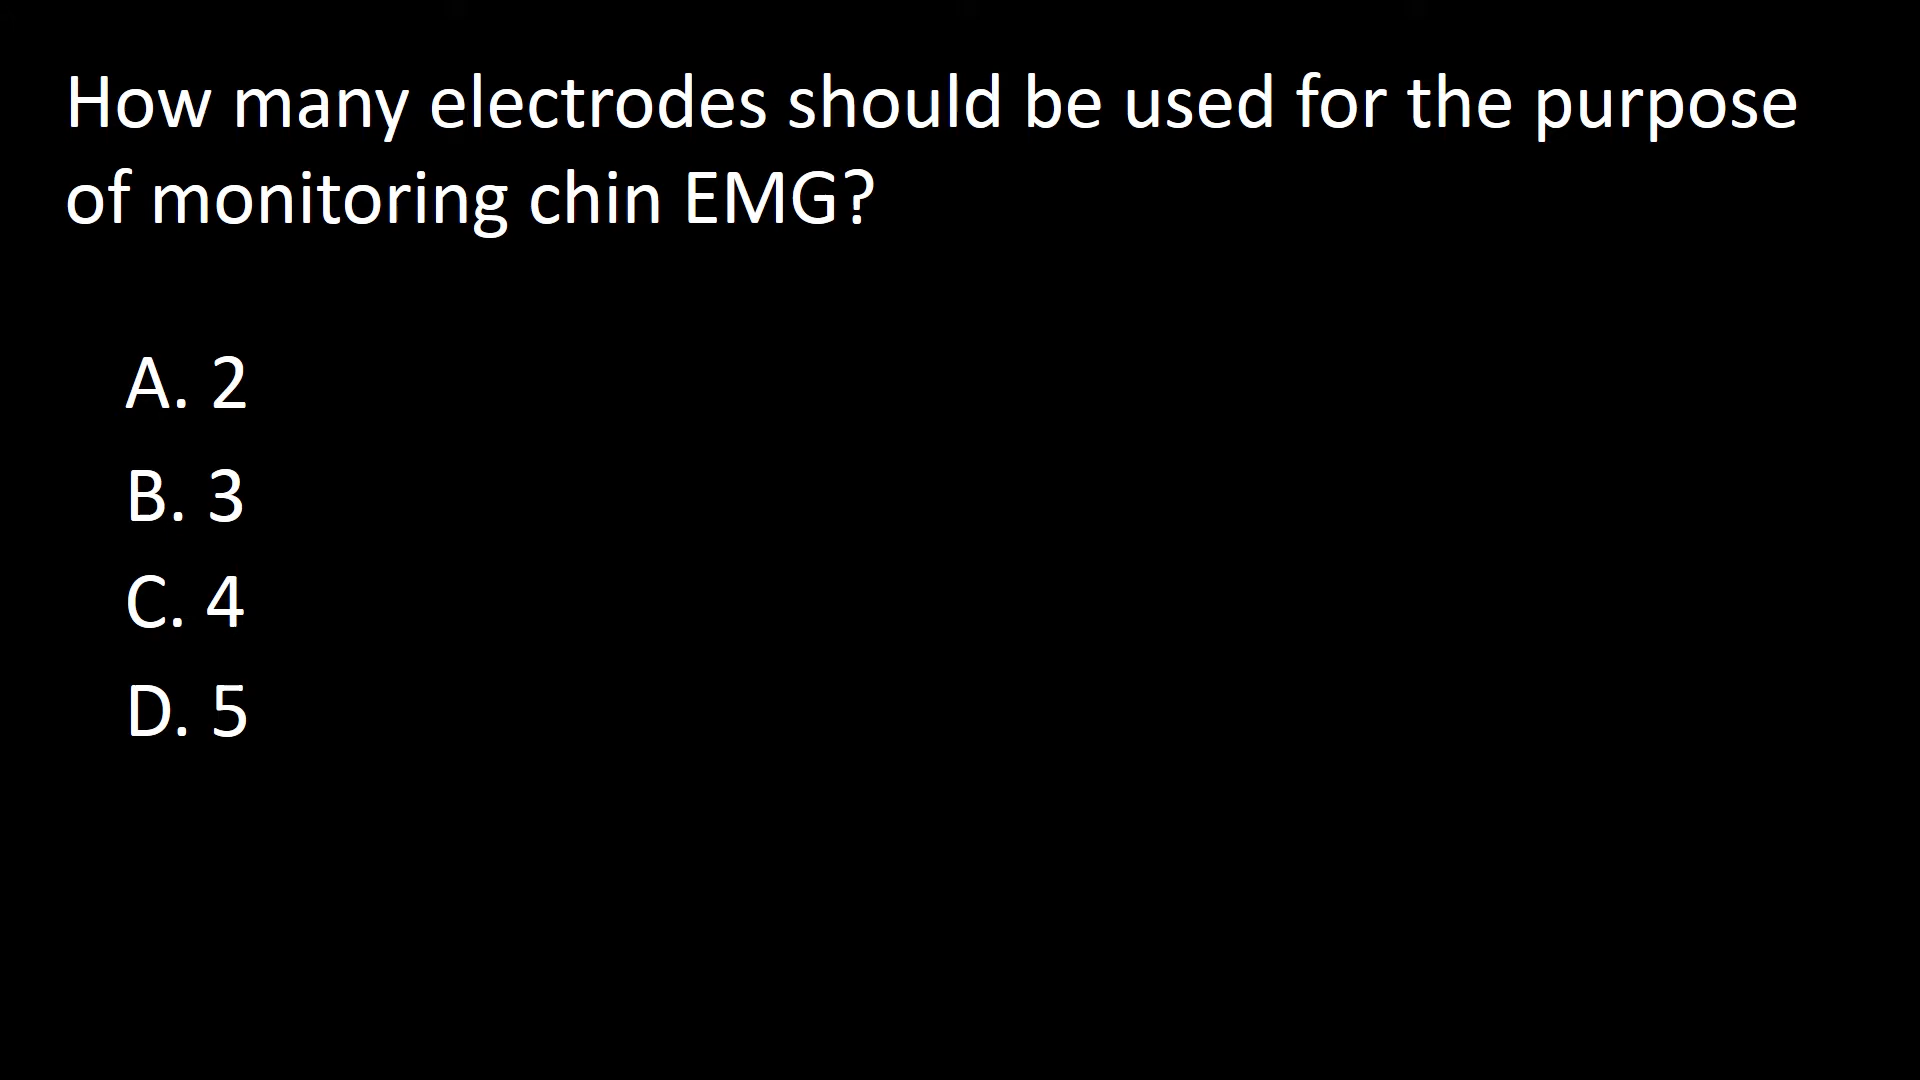 How many electrodes should be used for the purpose
of monitoring chin EMG?
A. 2
B. 3
C. 4
D. 5